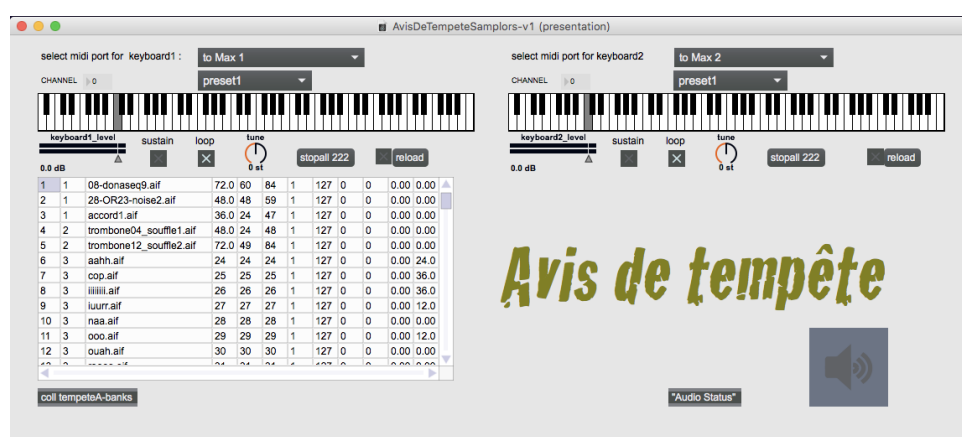 AvisDeTempeteSamplors-v1 (presentation)
select midi port for keyboard1 : to Max 1
CHANNEL 0 preset1
keyboard1_level sustain loop tune
stopall 222 reload
0.0 dB 0 st
1 1 08-donaseq9.aif 72.0 60 84 1 127 0 0 0.00 0.00
2 1 28-OR23-noise2.aif 48.0 48 59 1 127 0 0 0.00 0.00
3 1 accord1.aif 36.0 24 47 1 127 0 0 0.00 0.00
4 2 trombone04_souffle1.aif 48.0 24 48 1 127 0 0 0.00 0.00
5 2 trombone12_souffle2.aif 72.0 49 84 1 127 0 0 0.00 0.00
6 3 aahh.aif 24 24 24 1 127 0 0 0.00 24.0
7 3 cop.aif 25 25 25 1 127 0 0 0.00 36.0
8 3 iiiiiii.aif 26 26 26 1 127 0 0 0.00 36.0
9 3 iuurr.aif 27 27 27 1 127 0 0 0.00 12.0
10 3 naa.aif 28 28 28 1 127 0 0 0.00 0.00
11 3 ooo.aif 29 29 29 1 127 0 0 0.00 12.0
12 3 ouah.aif 30 30 30 1 127 0 0 0.00 0.00
coll tempeteA-banks
select midi port for keyboard2 to Max 2
CHANNEL 0 preset1
keyboard2_level sustain loop tune
stopall 222 reload
0.0 dB 0 st
Avis de tempête
"Audio Status"